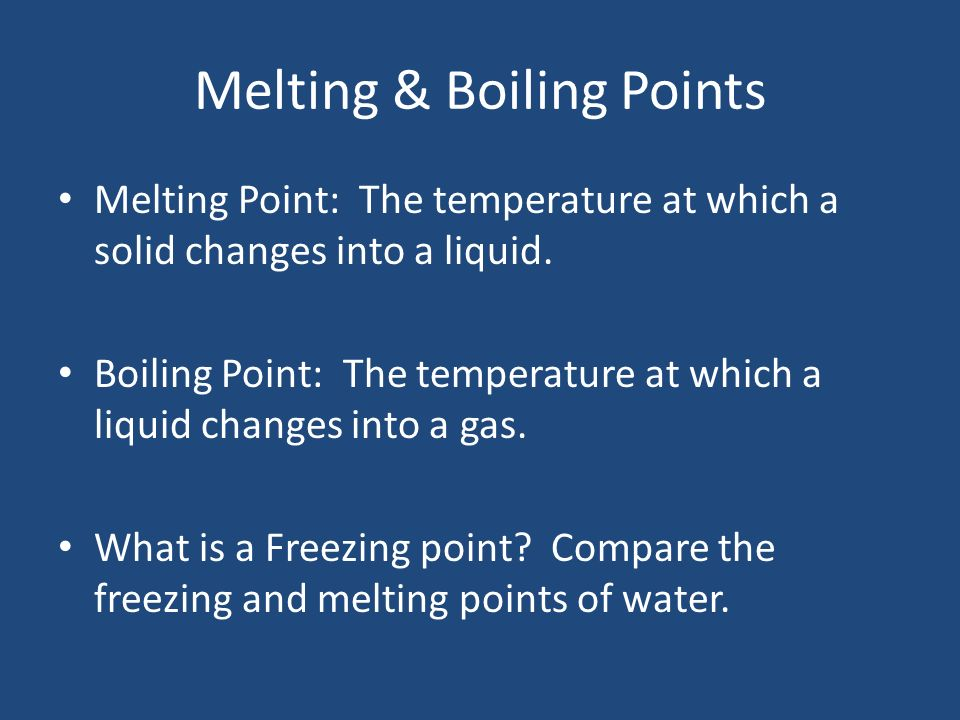 Melting & Boiling Points
• Melting Point:  The temperature at which a
solid changes into a liquid.
• Boiling Point:  The temperature at which a
liquid changes into a gas.
• What is a Freezing point?  Compare the
freezing and melting points of water.